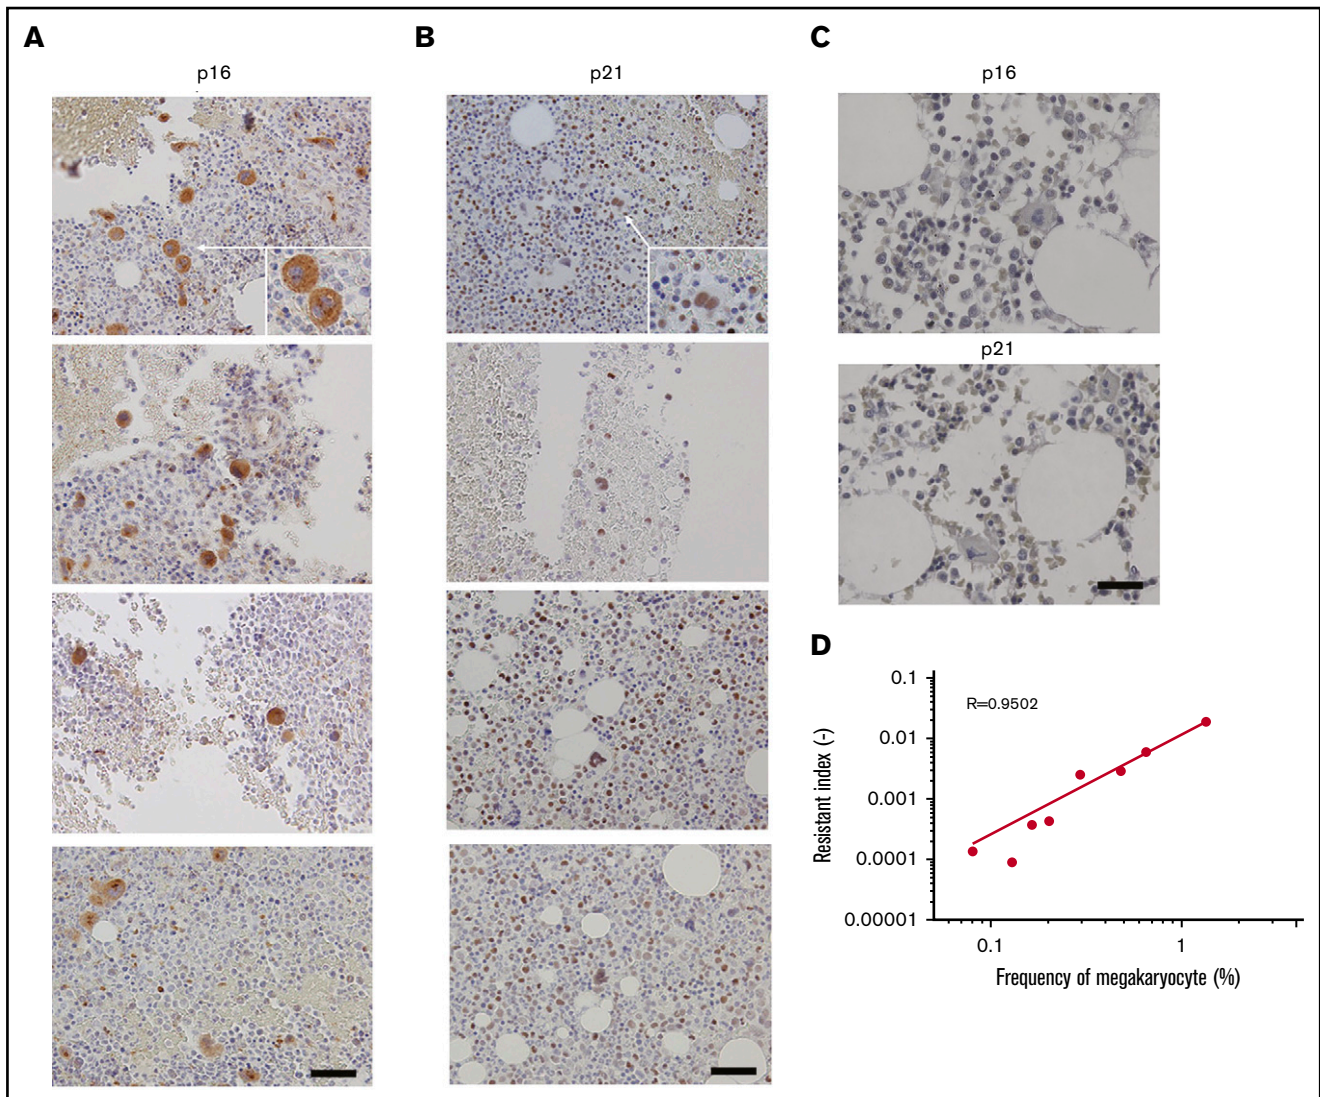 A
p16
B
p21
C
p16
p21
D
R=0.9502
0.1
0.01
0.001
0.0001
0.00001
0.1
1
Resistant index (-)
Frequency of megakaryocyte (%)